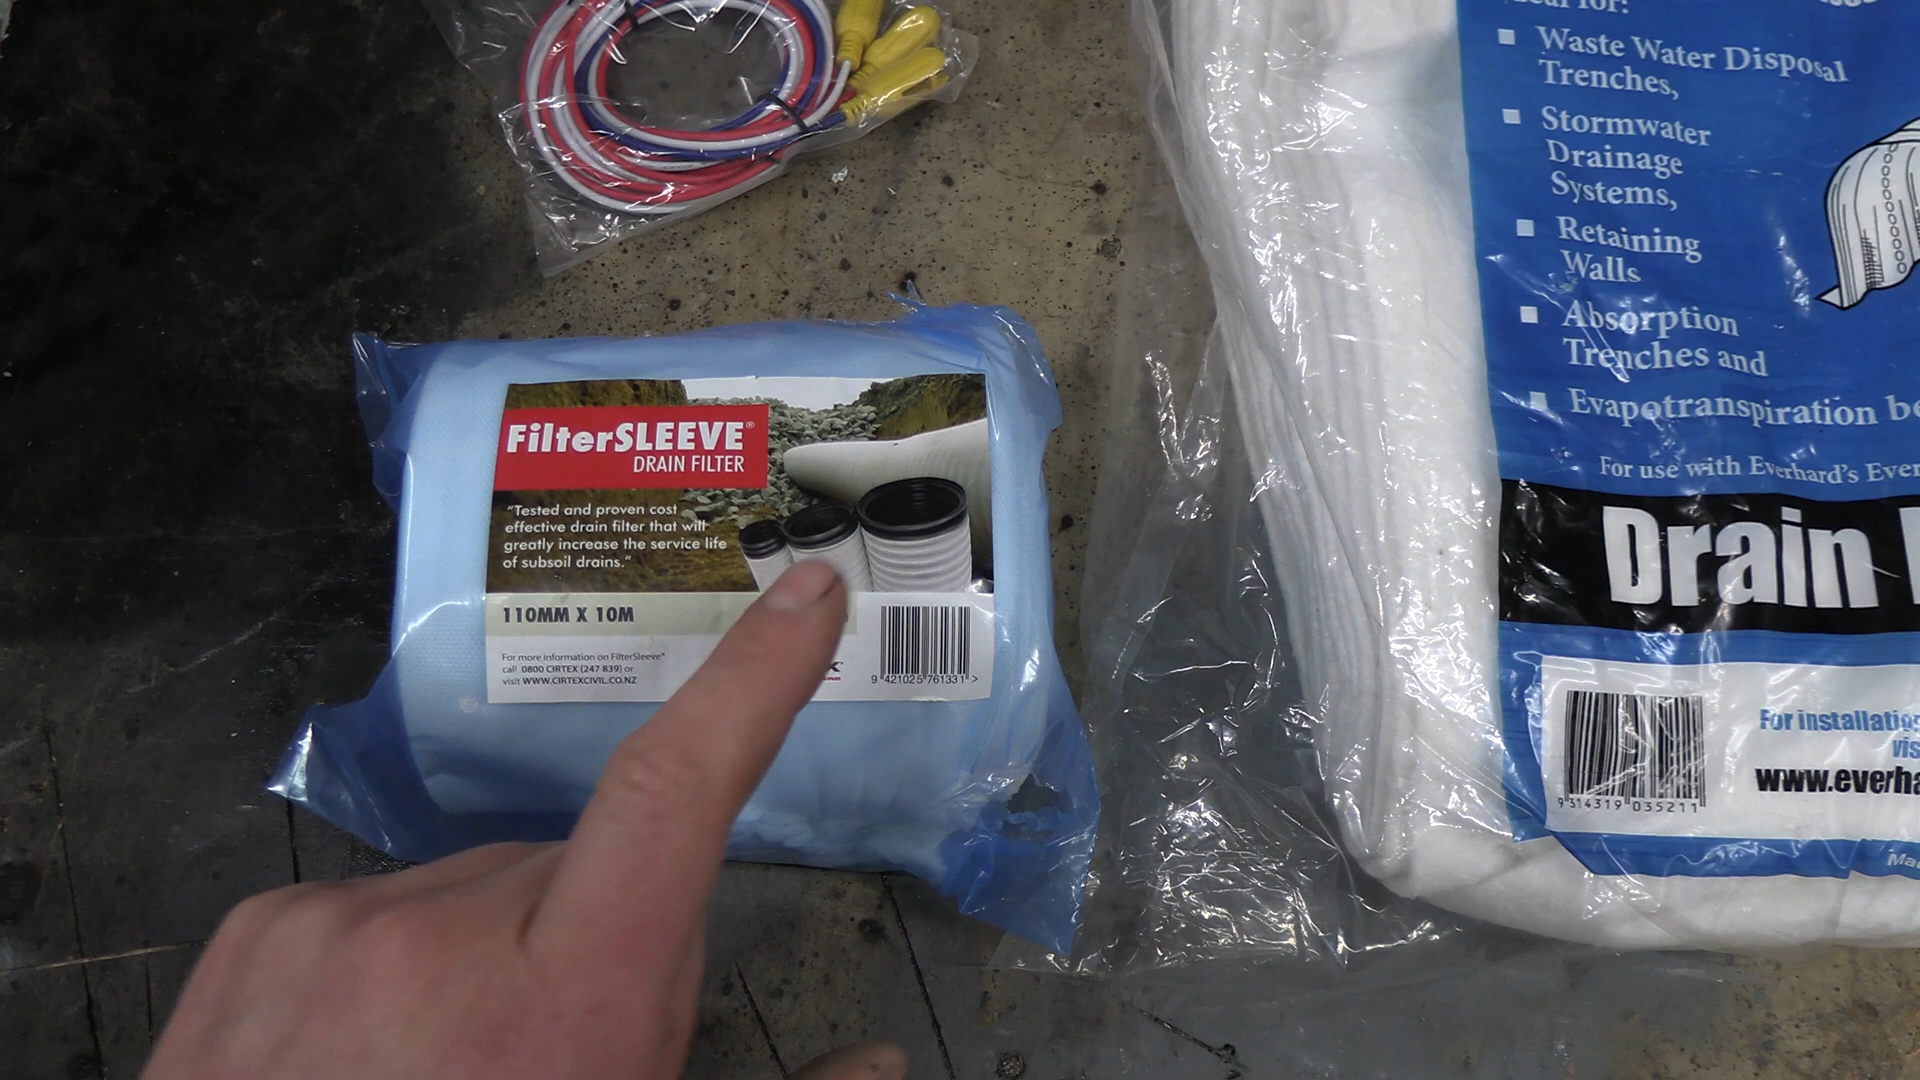 FilterSLEEVE®
DRAIN FILTER
"Tested and proven cost
effective drain filter that will
greatly increase the service life
of subsoil drains."
110MM X 10M
For more information on FilterSleeve®
call 0800 CIRTEX (247 839) or
visit WWW.CIRTEXCIVIL.CO.NZ
9 421025 761331 >
for:
Waste Water Disposal
Trenches,
Stormwater
Drainage
Systems,
Retaining
Walls
Absorption
Trenches and
Evapotranspiration
For use with Everhard's
Drain
For installation
www.everha
9 314319 035211